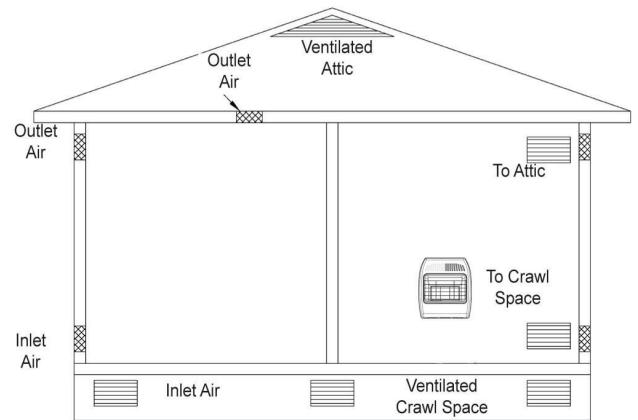 Ventilated
Attic
Outlet
Air
Outlet
Air
To Attic
To Crawl
Space
Inlet
Air
Inlet Air
Ventilated
Crawl Space